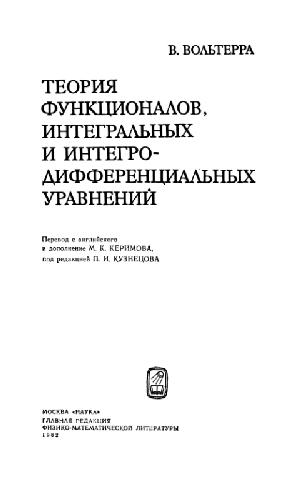 В. ВОЛЬТЕРРА
ТЕОРИЯ
ФУНКЦИОНАЛОВ,
ИНТЕГРАЛЬНЫХ
И ИНТЕГРО-
ДИФФЕРЕНЦИАЛЬНЫХ
УРАВНЕНИЙ
Перевод с английского
и дополнение М. К. КЕРИМОВА,
под редакцией П. И. КУЗНЕЦОВА
МОСКВА «НАУКА»
ГЛАВНАЯ РЕДАКЦИЯ
ФИЗИКО-МАТЕМАТИЧЕСКОЙ ЛИТЕРАТУРЫ
1982